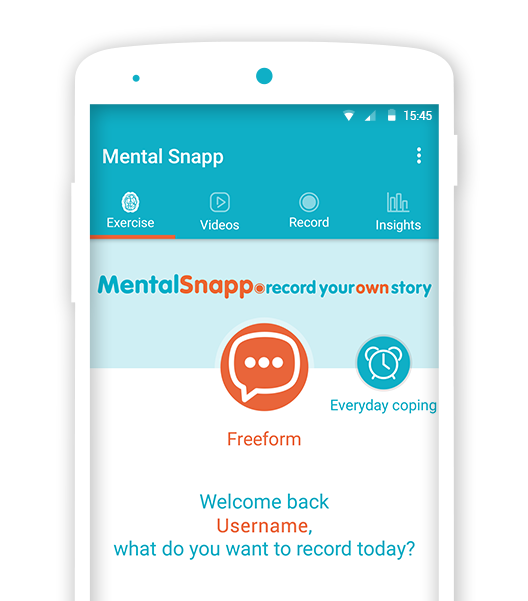 15:45
Mental Snapp
Exercise Videos Record Insights
MentalSnapp record your own story
Everyday coping
Freeform
Welcome back
Username,
what do you want to record today?